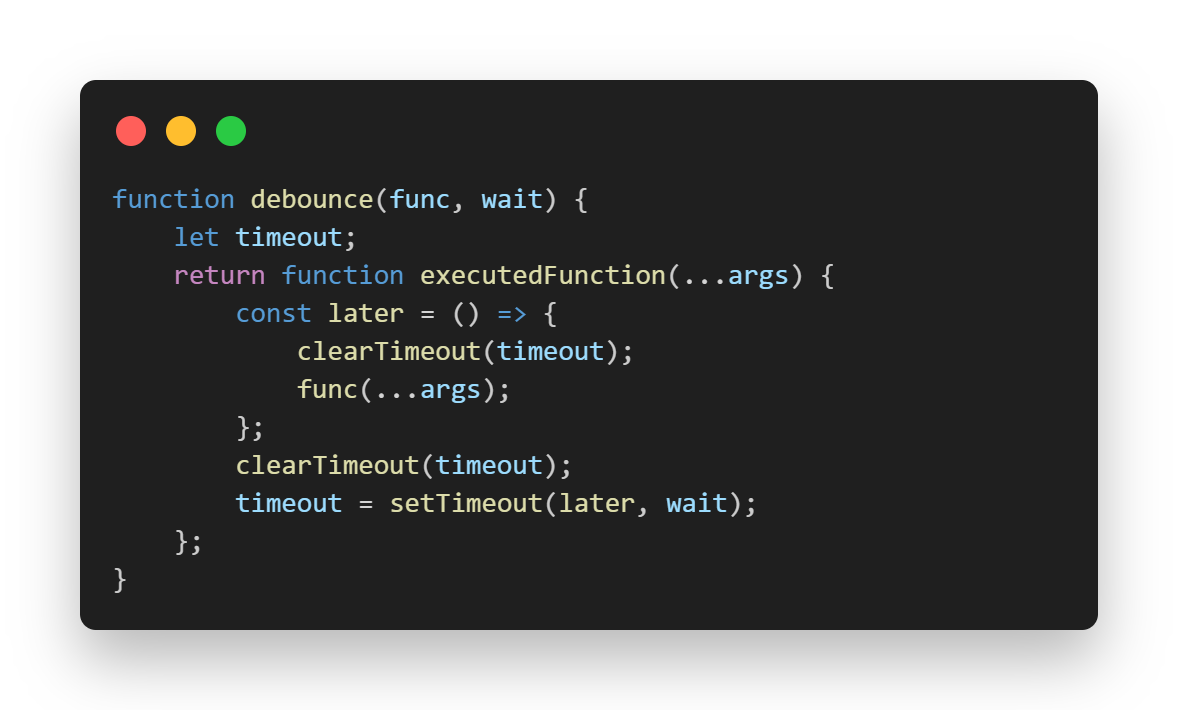 function debounce(func, wait) {
    let timeout;
    return function executedFunction(...args) {
        const later = () => {
            clearTimeout(timeout);
            func(...args);
        };
        clearTimeout(timeout);
        timeout = setTimeout(later, wait);
    };
}